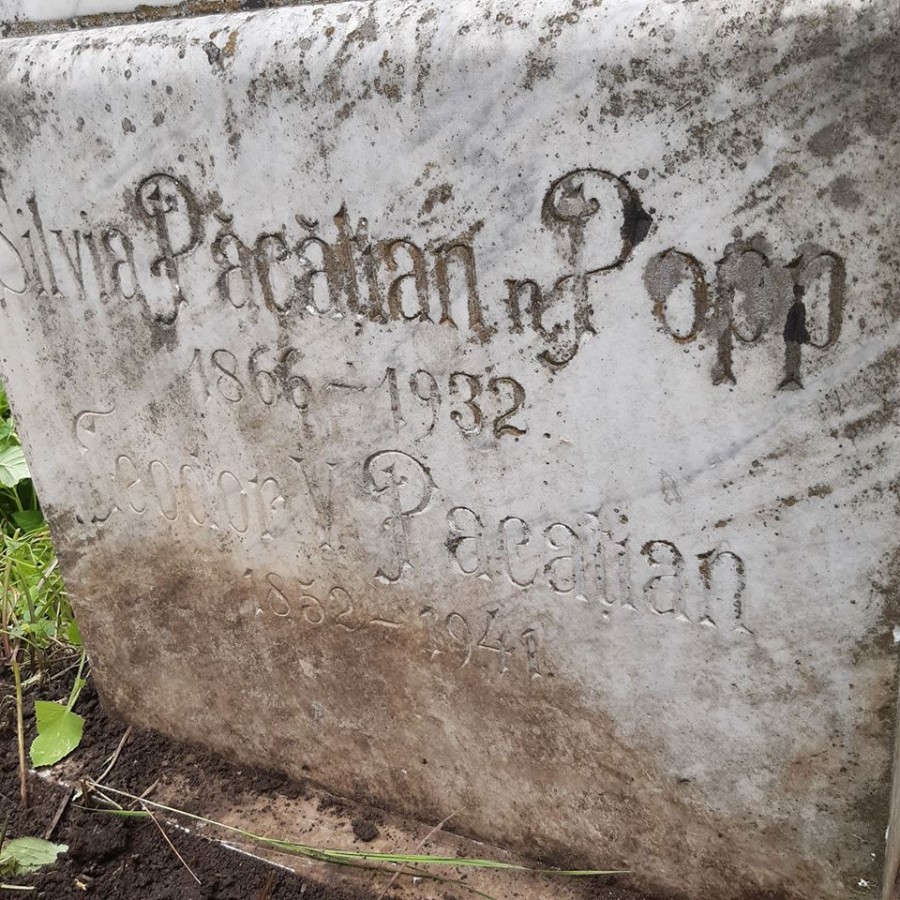 Silvia Păcățian n. Popp
1866 – 1932
Teodor V. Păcățian
1852 – 1941